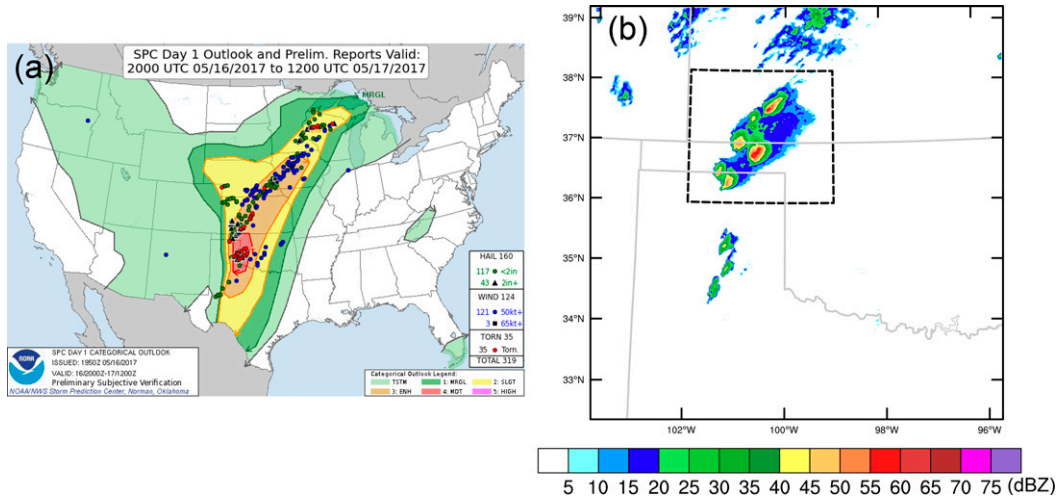 (a)
SPC Day 1 Outlook and Prelim. Reports Valid:
2000 UTC 05/16/2017 to 1200 UTC 05/17/2017
MRGL
HAIL 160
117 ● <2in
43 ▲ 2in+
WIND 124
121 ● 50kt+
3 ■ 65kt+
TORN 35
35 ● Torn
TOTAL 319
NOAA
SPC DAY 1 CATEGORICAL OUTLOOK
ISSUED: 1950Z 05/16/2017
VALID: 16/2000Z-17/1200Z
Preliminary Subjective Verification
NOAA/NWS Storm Prediction Center, Norman, Oklahoma
Categorical Outlook Legend:
TSTM
1: MRGL
2: SLGT
3: ENH
4: MDT
5: HIGH
(b)
39°N
38°N
37°N
36°N
35°N
34°N
33°N
102°W
100°W
98°W
96°W
5 10 15 20 25 30 35 40 45 50 55 60 65 70 75 (dBZ)